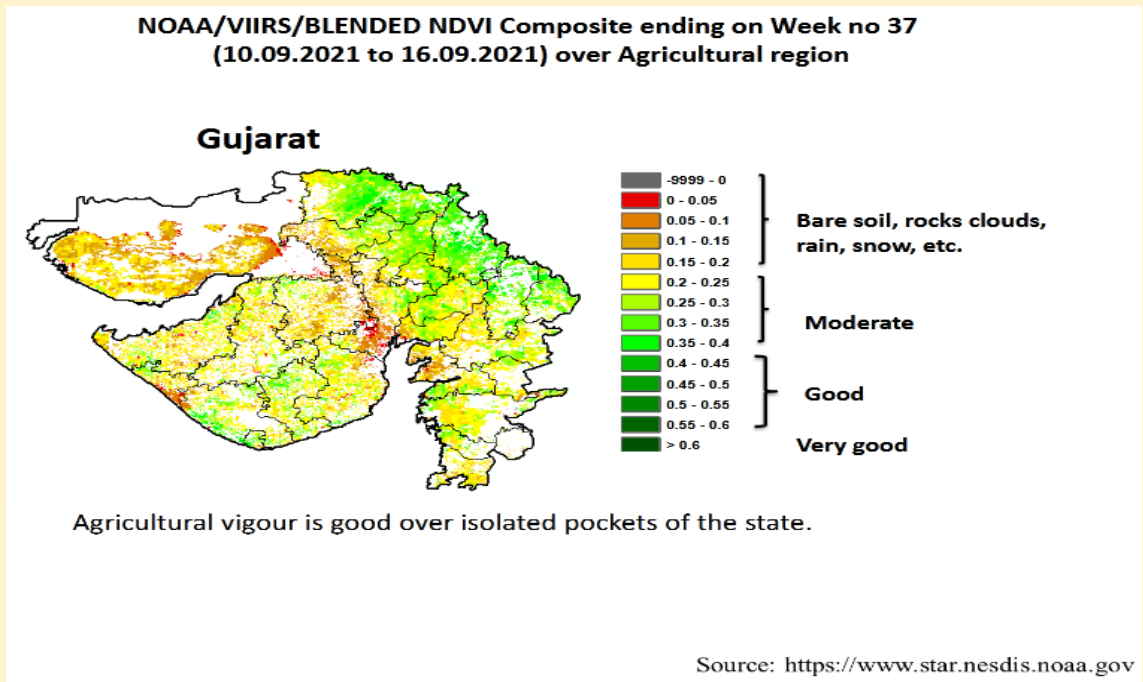 NOAA/VIIRS/BLENDED NDVI Composite ending on Week no 37
(10.09.2021 to 16.09.2021) over Agricultural region
Gujarat
-9999 - 0
0 - 0.05
0.05 - 0.1
0.1 - 0.15
0.15 - 0.2
0.2 - 0.25
0.25 - 0.3
0.3 - 0.35
0.35 - 0.4
0.4 - 0.45
0.45 - 0.5
0.5 - 0.55
0.55 - 0.6
> 0.6
Bare soil, rocks clouds,
rain, snow, etc.
Moderate
Good
Very good
Agricultural vigour is good over isolated pockets of the state.
Source: https://www.star.nesdis.noaa.gov